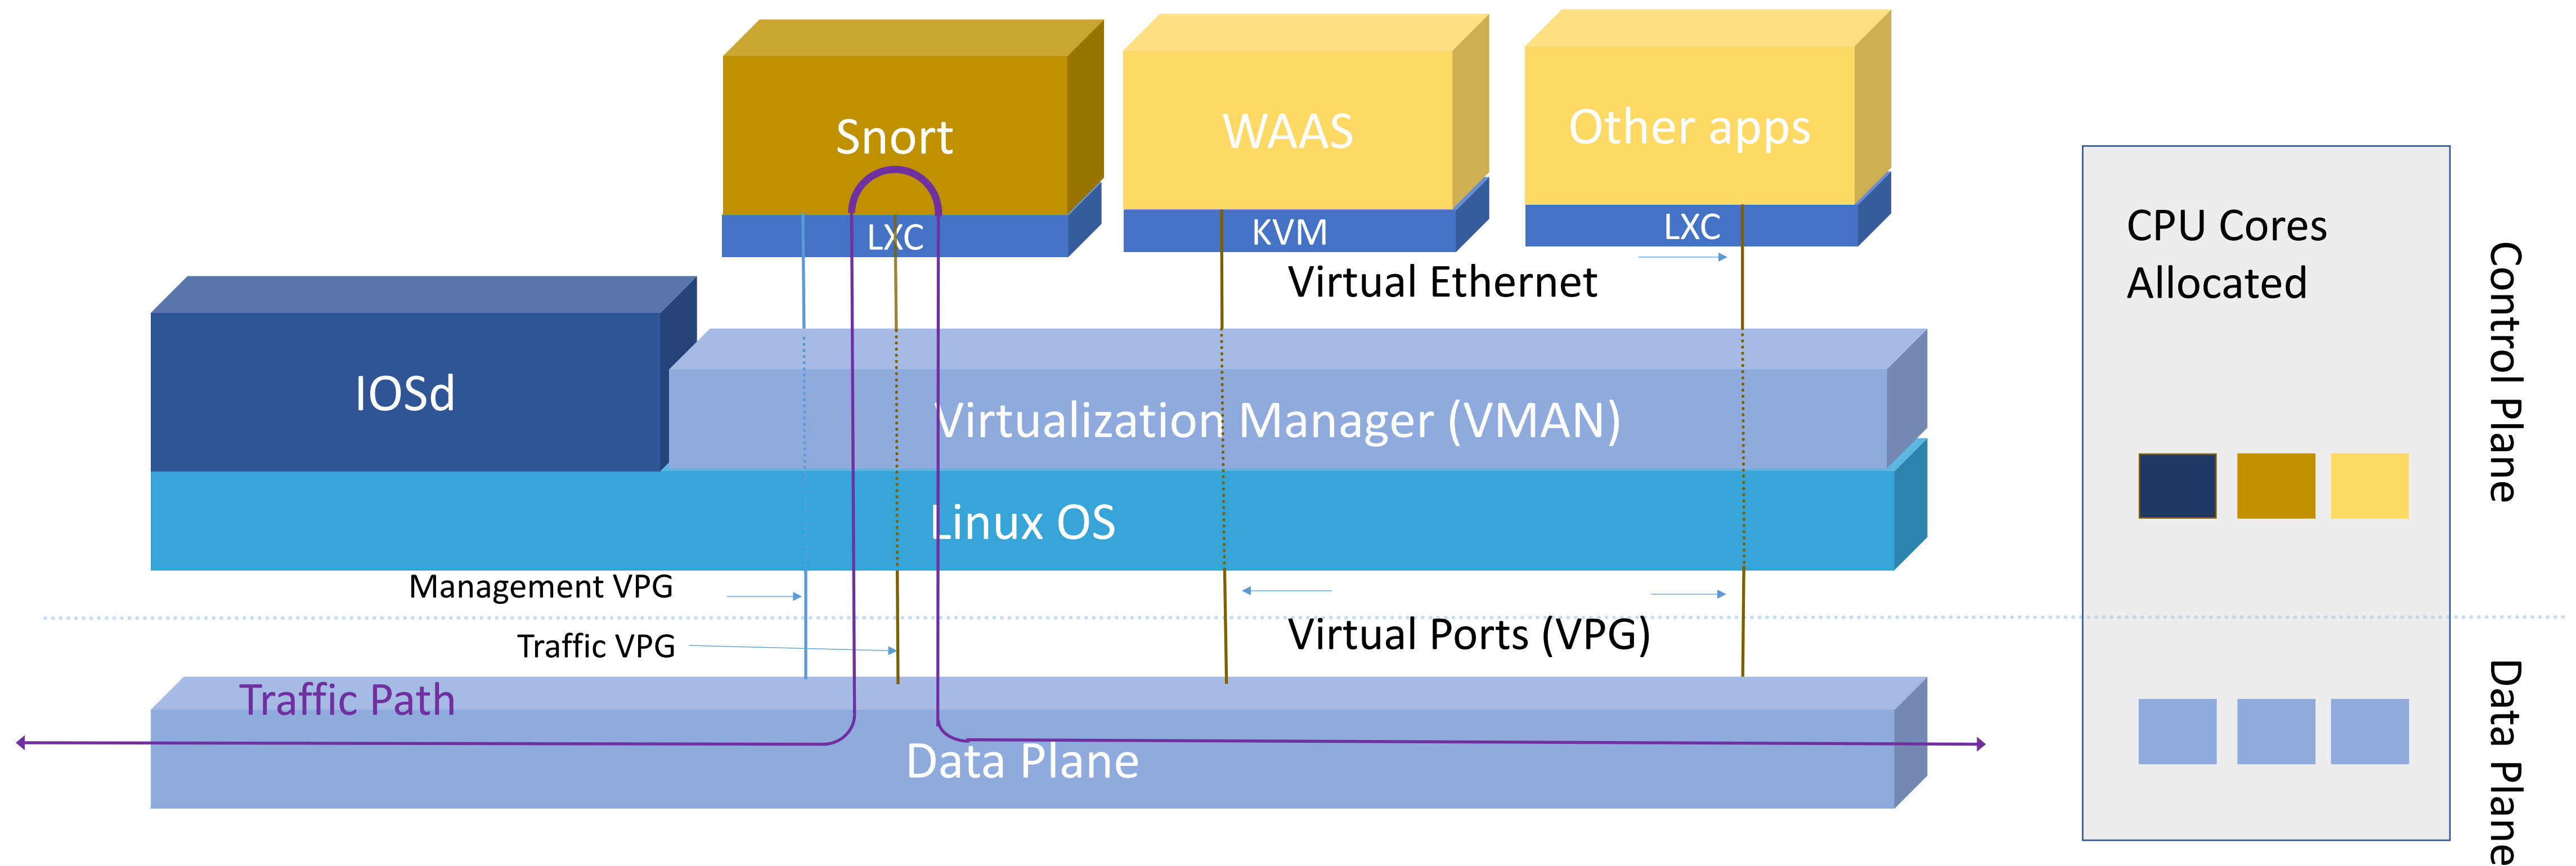 Snort
WAAS
Other apps
LXC
KVM
LXC
Virtual Ethernet
IOSd
Virtualization Manager (VMAN)
Linux OS
Management VPG
Traffic VPG
Virtual Ports (VPG)
Traffic Path
Data Plane
CPU Cores
Allocated
Control Plane
Data Plane